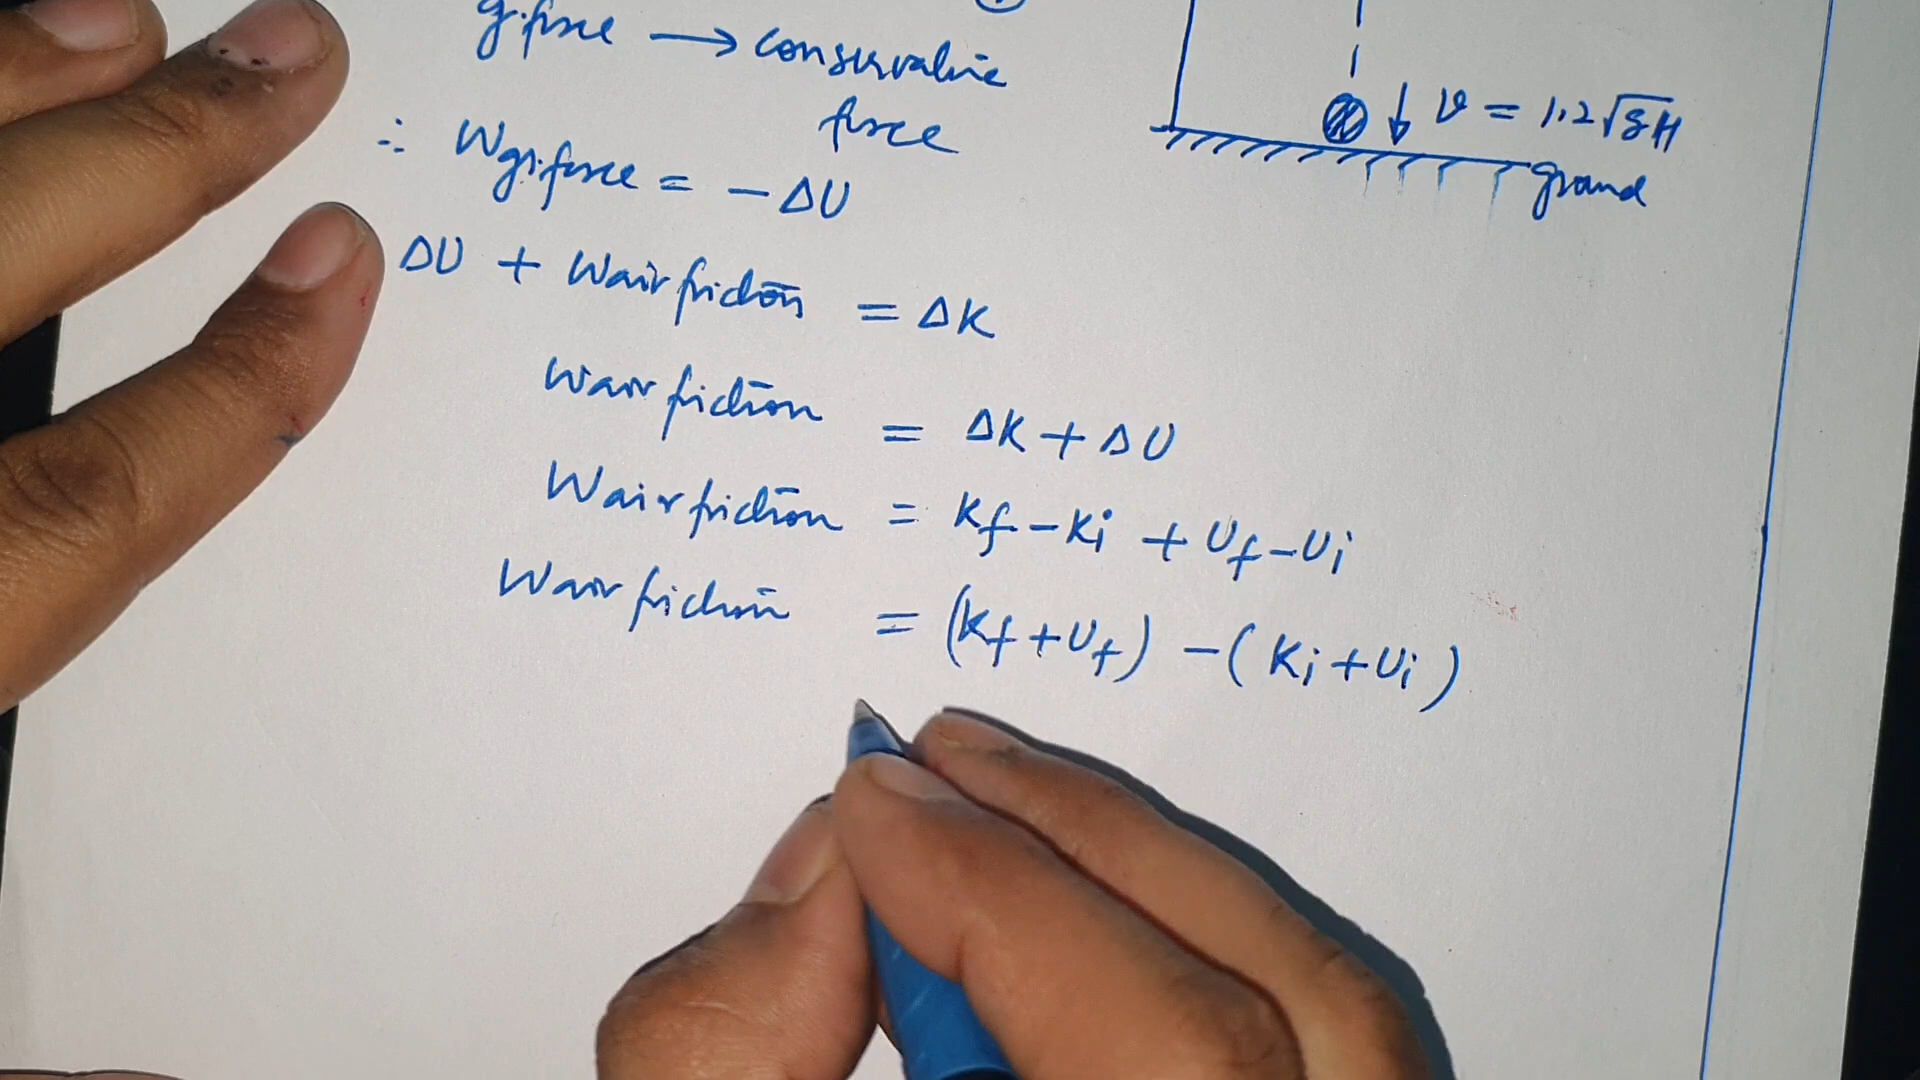 g.force → conservative
force
∴ Wg.force = - ΔU
ΔU + Wair friction = ΔK
Wair friction = ΔK + ΔU
Wair friction = Kf - Ki + Uf - Ui
Wair friction = (Kf + Uf) - (Ki + Ui)
v = 1.2√gH
ground